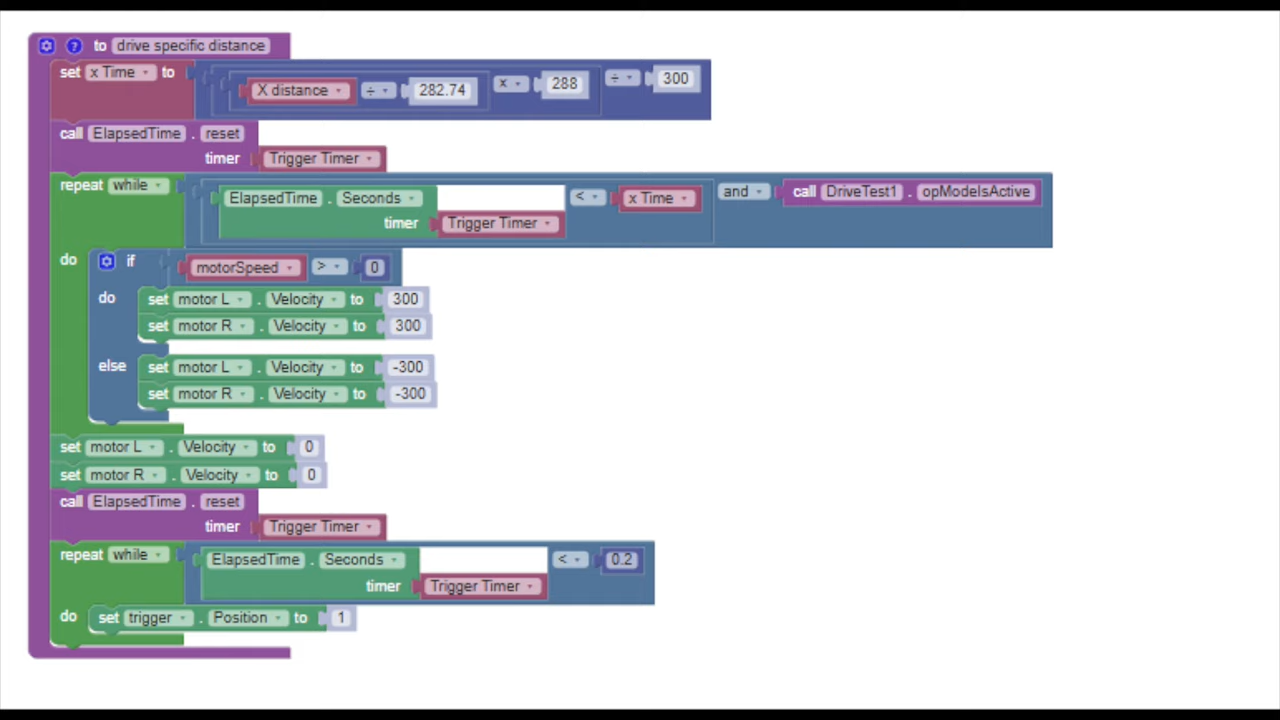 to drive specific distance
set x Time to X distance ÷ 282.74 x 288 ÷ 300
call ElapsedTime . reset
timer Trigger Timer
repeat while ElapsedTime . Seconds < x Time and call DriveTest1 . opModeIsActive
timer Trigger Timer
do if motorSpeed > 0
do set motor L . Velocity to 300
set motor R . Velocity to 300
else set motor L . Velocity to -300
set motor R . Velocity to -300
set motor L . Velocity to 0
set motor R . Velocity to 0
call ElapsedTime . reset
timer Trigger Timer
repeat while ElapsedTime . Seconds < 0.2
timer Trigger Timer
do set trigger . Position to 1